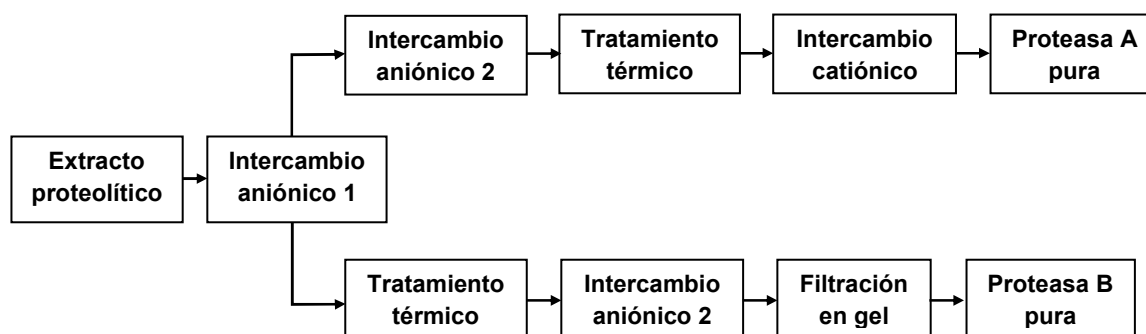 Intercambio
aniónico 2
Tratamiento
térmico
Intercambio
catiónico
Proteasa A
pura
Extracto
proteolítico
Intercambio
aniónico 1
Tratamiento
térmico
Intercambio
aniónico 2
Filtración
en gel
Proteasa B
pura